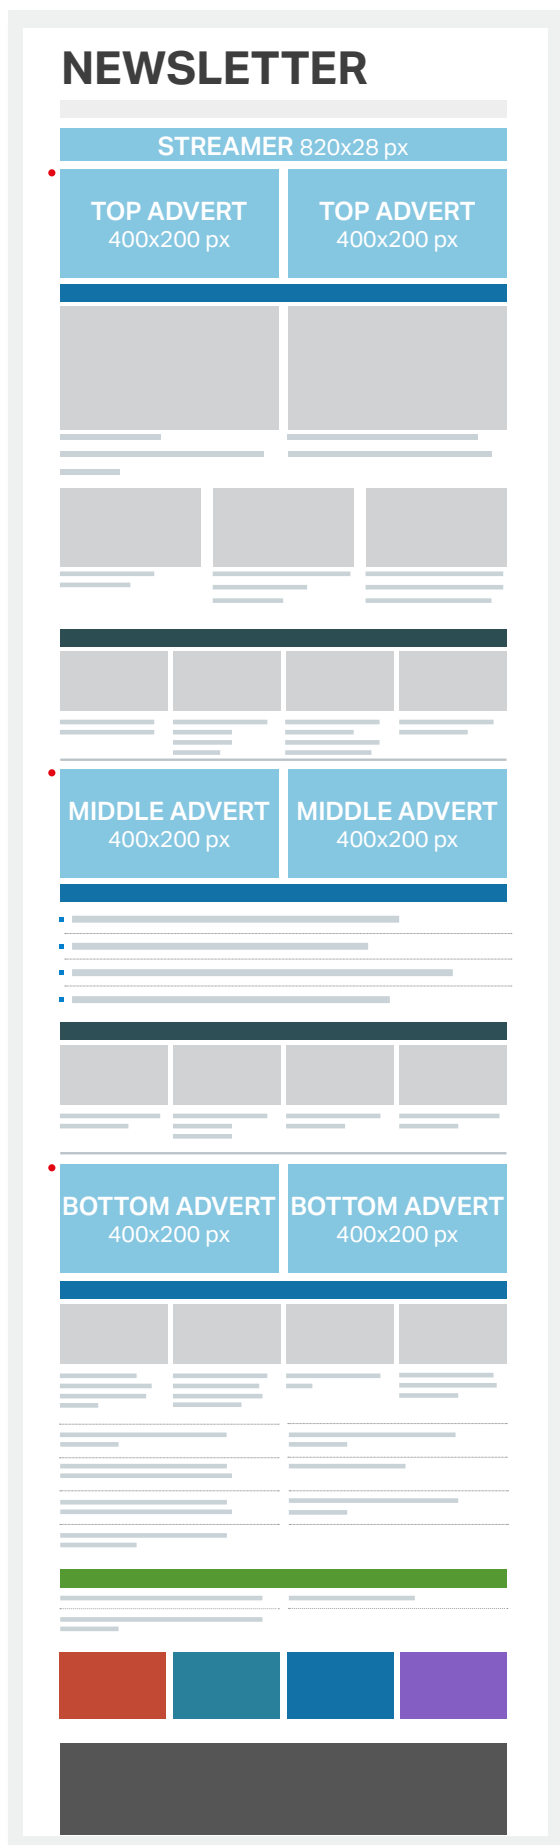 NEWSLETTER
STREAMER 820x28 px
TOP ADVERT
400x200 px
TOP ADVERT
400x200 px
MIDDLE ADVERT
400x200 px
MIDDLE ADVERT
400x200 px
BOTTOM ADVERT
400x200 px
BOTTOM ADVERT
400x200 px